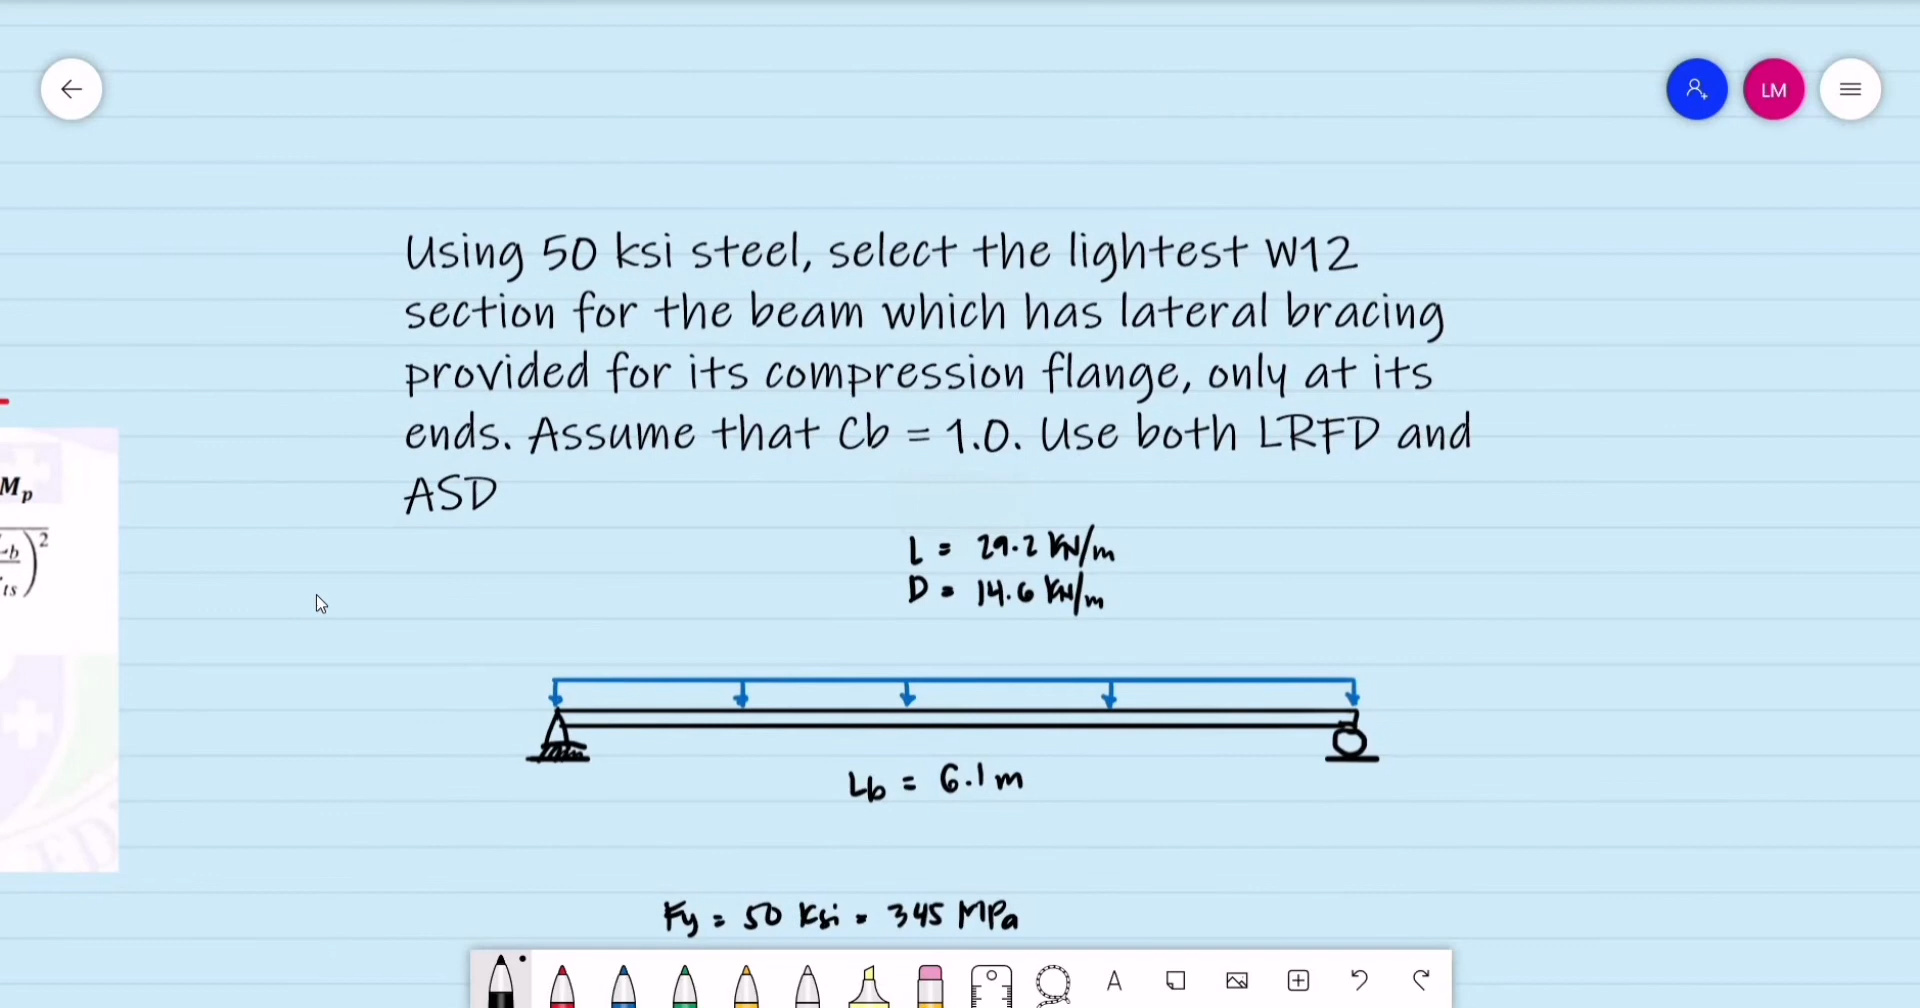 LM
Using 50 ksi steel, select the lightest W12
section for the beam which has lateral bracing
provided for its compression flange, only at its
ends. Assume that Cb = 1.0. Use both LRFD and
ASD
Mp
L = 29.2 KN/m
D = 14.6 KN/m
b 2
ts
Lb = 6.1 m
Fy = 50 Ksi = 345 MPa
A